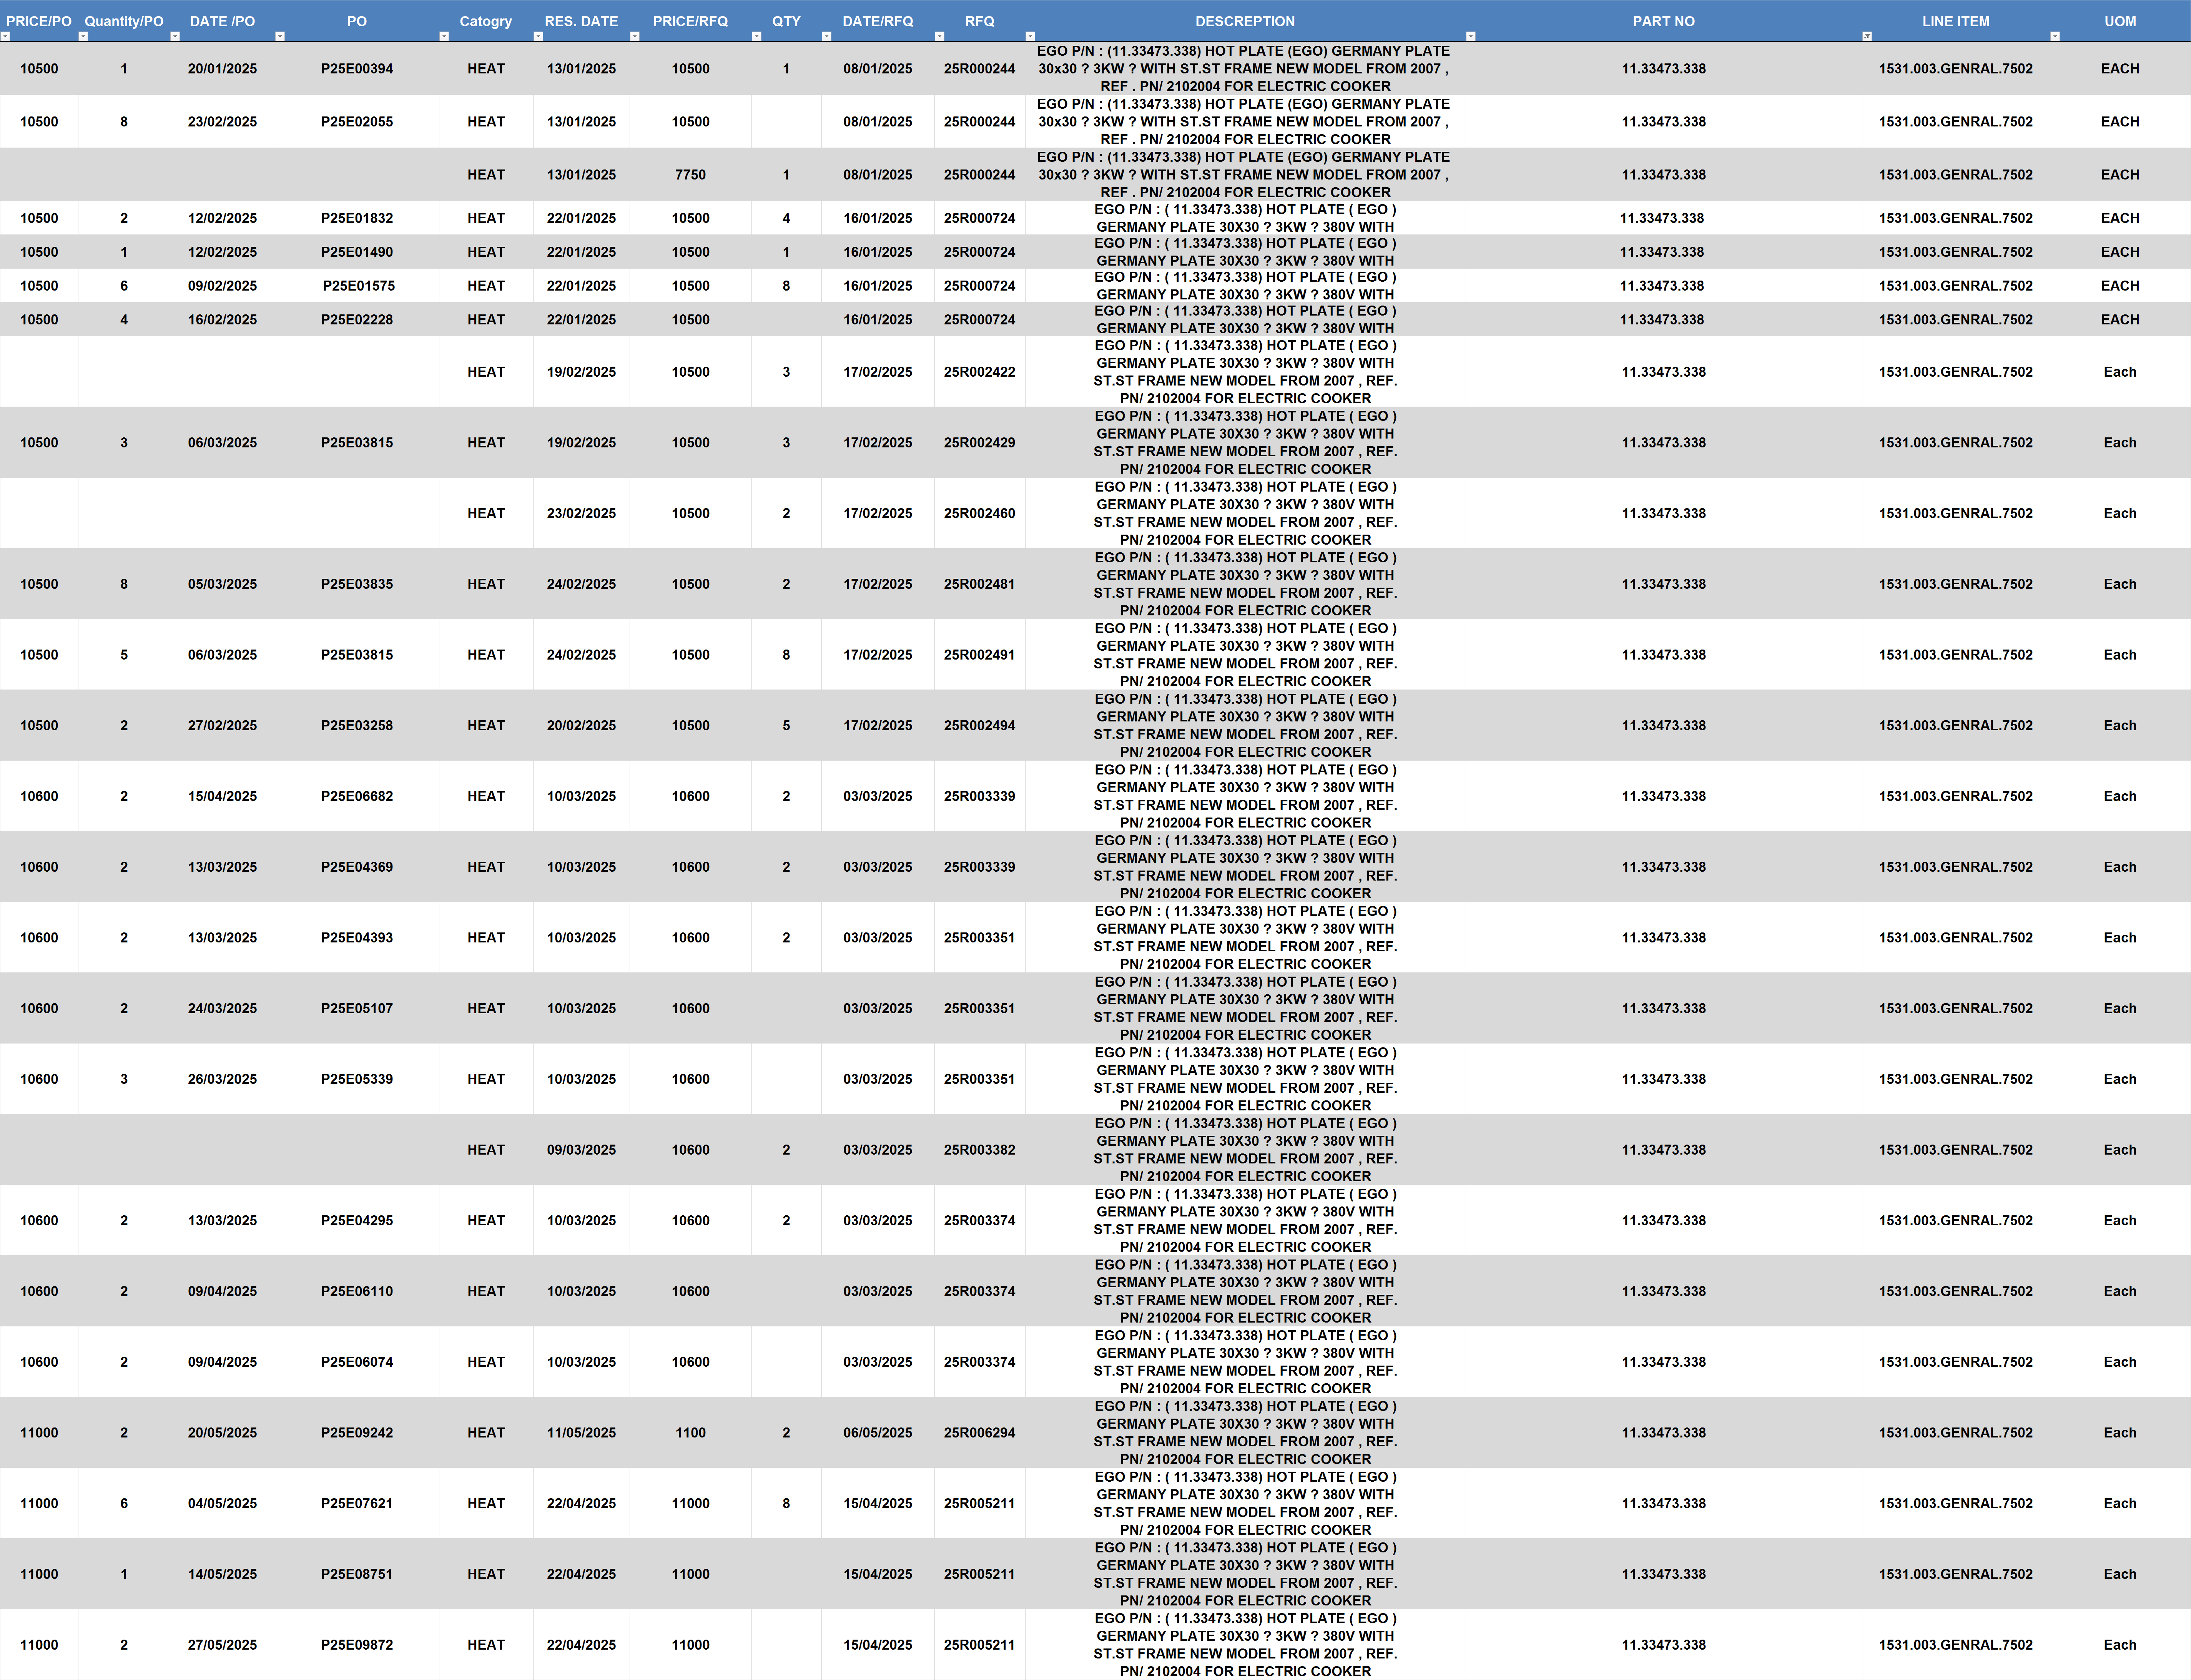 PRICE/PO Quantity/PO DATE /PO PO Catogry RES. DATE PRICE/RFQ QTY DATE/RFQ RFQ DESCREPTION PART NO LINE ITEM UOM
EGO P/N : (11.33473.338) HOT PLATE (EGO) GERMANY PLATE
10500 1 20/01/2025 P25E00394 HEAT 13/01/2025 10500 1 08/01/2025 25R000244 30x30 ? 3KW ? WITH ST.ST FRAME NEW MODEL FROM 2007 , 11.33473.338 1531.003.GENRAL.7502 EACH
REF . PN/ 2102004 FOR ELECTRIC COOKER
EGO P/N : (11.33473.338) HOT PLATE (EGO) GERMANY PLATE
10500 8 23/02/2025 P25E02055 HEAT 13/01/2025 10500 08/01/2025 25R000244 30x30 ? 3KW ? WITH ST.ST FRAME NEW MODEL FROM 2007 , 11.33473.338 1531.003.GENRAL.7502 EACH
REF . PN/ 2102004 FOR ELECTRIC COOKER
EGO P/N : (11.33473.338) HOT PLATE (EGO) GERMANY PLATE
HEAT 13/01/2025 7750 1 08/01/2025 25R000244 30x30 ? 3KW ? WITH ST.ST FRAME NEW MODEL FROM 2007 , 11.33473.338 1531.003.GENRAL.7502 EACH
REF . PN/ 2102004 FOR ELECTRIC COOKER
10500 2 12/02/2025 P25E01832 HEAT 22/01/2025 10500 4 16/01/2025 25R000724 EGO P/N : ( 11.33473.338) HOT PLATE ( EGO ) 11.33473.338 1531.003.GENRAL.7502 EACH
GERMANY PLATE 30X30 ? 3KW ? 380V WITH
10500 1 12/02/2025 P25E01490 HEAT 22/01/2025 10500 1 16/01/2025 25R000724 EGO P/N : ( 11.33473.338) HOT PLATE ( EGO ) 11.33473.338 1531.003.GENRAL.7502 EACH
GERMANY PLATE 30X30 ? 3KW ? 380V WITH
10500 6 09/02/2025 P25E01575 HEAT 22/01/2025 10500 8 16/01/2025 25R000724 EGO P/N : ( 11.33473.338) HOT PLATE ( EGO ) 11.33473.338 1531.003.GENRAL.7502 EACH
GERMANY PLATE 30X30 ? 3KW ? 380V WITH
10500 4 16/02/2025 P25E02228 HEAT 22/01/2025 10500 16/01/2025 25R000724 EGO P/N : ( 11.33473.338) HOT PLATE ( EGO ) 11.33473.338 1531.003.GENRAL.7502 EACH
GERMANY PLATE 30X30 ? 3KW ? 380V WITH
EGO P/N : ( 11.33473.338) HOT PLATE ( EGO )
HEAT 19/02/2025 10500 3 17/02/2025 25R002422 GERMANY PLATE 30X30 ? 3KW ? 380V WITH 11.33473.338 1531.003.GENRAL.7502 Each
ST.ST FRAME NEW MODEL FROM 2007 , REF.
PN/ 2102004 FOR ELECTRIC COOKER
EGO P/N : ( 11.33473.338) HOT PLATE ( EGO )
10500 3 06/03/2025 P25E03815 HEAT 19/02/2025 10500 3 17/02/2025 25R002429 GERMANY PLATE 30X30 ? 3KW ? 380V WITH 11.33473.338 1531.003.GENRAL.7502 Each
ST.ST FRAME NEW MODEL FROM 2007 , REF.
PN/ 2102004 FOR ELECTRIC COOKER
EGO P/N : ( 11.33473.338) HOT PLATE ( EGO )
HEAT 23/02/2025 10500 2 17/02/2025 25R002460 GERMANY PLATE 30X30 ? 3KW ? 380V WITH 11.33473.338 1531.003.GENRAL.7502 Each
ST.ST FRAME NEW MODEL FROM 2007 , REF.
PN/ 2102004 FOR ELECTRIC COOKER
EGO P/N : ( 11.33473.338) HOT PLATE ( EGO )
10500 8 05/03/2025 P25E03835 HEAT 24/02/2025 10500 2 17/02/2025 25R002481 GERMANY PLATE 30X30 ? 3KW ? 380V WITH 11.33473.338 1531.003.GENRAL.7502 Each
ST.ST FRAME NEW MODEL FROM 2007 , REF.
PN/ 2102004 FOR ELECTRIC COOKER
EGO P/N : ( 11.33473.338) HOT PLATE ( EGO )
10500 5 06/03/2025 P25E03815 HEAT 24/02/2025 10500 8 17/02/2025 25R002491 GERMANY PLATE 30X30 ? 3KW ? 380V WITH 11.33473.338 1531.003.GENRAL.7502 Each
ST.ST FRAME NEW MODEL FROM 2007 , REF.
PN/ 2102004 FOR ELECTRIC COOKER
EGO P/N : ( 11.33473.338) HOT PLATE ( EGO )
10500 2 27/02/2025 P25E03258 HEAT 20/02/2025 10500 5 17/02/2025 25R002494 GERMANY PLATE 30X30 ? 3KW ? 380V WITH 11.33473.338 1531.003.GENRAL.7502 Each
ST.ST FRAME NEW MODEL FROM 2007 , REF.
PN/ 2102004 FOR ELECTRIC COOKER
EGO P/N : ( 11.33473.338) HOT PLATE ( EGO )
10600 2 15/04/2025 P25E06682 HEAT 10/03/2025 10600 2 03/03/2025 25R003339 GERMANY PLATE 30X30 ? 3KW ? 380V WITH 11.33473.338 1531.003.GENRAL.7502 Each
ST.ST FRAME NEW MODEL FROM 2007 , REF.
PN/ 2102004 FOR ELECTRIC COOKER
EGO P/N : ( 11.33473.338) HOT PLATE ( EGO )
10600 2 13/03/2025 P25E04369 HEAT 10/03/2025 10600 2 03/03/2025 25R003339 GERMANY PLATE 30X30 ? 3KW ? 380V WITH 11.33473.338 1531.003.GENRAL.7502 Each
ST.ST FRAME NEW MODEL FROM 2007 , REF.
PN/ 2102004 FOR ELECTRIC COOKER
EGO P/N : ( 11.33473.338) HOT PLATE ( EGO )
10600 2 13/03/2025 P25E04393 HEAT 10/03/2025 10600 2 03/03/2025 25R003351 GERMANY PLATE 30X30 ? 3KW ? 380V WITH 11.33473.338 1531.003.GENRAL.7502 Each
ST.ST FRAME NEW MODEL FROM 2007 , REF.
PN/ 2102004 FOR ELECTRIC COOKER
EGO P/N : ( 11.33473.338) HOT PLATE ( EGO )
10600 2 24/03/2025 P25E05107 HEAT 10/03/2025 10600 03/03/2025 25R003351 GERMANY PLATE 30X30 ? 3KW ? 380V WITH 11.33473.338 1531.003.GENRAL.7502 Each
ST.ST FRAME NEW MODEL FROM 2007 , REF.
PN/ 2102004 FOR ELECTRIC COOKER
EGO P/N : ( 11.33473.338) HOT PLATE ( EGO )
10600 3 26/03/2025 P25E05339 HEAT 10/03/2025 10600 03/03/2025 25R003351 GERMANY PLATE 30X30 ? 3KW ? 380V WITH 11.33473.338 1531.003.GENRAL.7502 Each
ST.ST FRAME NEW MODEL FROM 2007 , REF.
PN/ 2102004 FOR ELECTRIC COOKER
EGO P/N : ( 11.33473.338) HOT PLATE ( EGO )
HEAT 09/03/2025 10600 2 03/03/2025 25R003382 GERMANY PLATE 30X30 ? 3KW ? 380V WITH 11.33473.338 1531.003.GENRAL.7502 Each
ST.ST FRAME NEW MODEL FROM 2007 , REF.
PN/ 2102004 FOR ELECTRIC COOKER
EGO P/N : ( 11.33473.338) HOT PLATE ( EGO )
10600 2 13/03/2025 P25E04295 HEAT 10/03/2025 10600 2 03/03/2025 25R003374 GERMANY PLATE 30X30 ? 3KW ? 380V WITH 11.33473.338 1531.003.GENRAL.7502 Each
ST.ST FRAME NEW MODEL FROM 2007 , REF.
PN/ 2102004 FOR ELECTRIC COOKER
EGO P/N : ( 11.33473.338) HOT PLATE ( EGO )
10600 2 09/04/2025 P25E06110 HEAT 10/03/2025 10600 03/03/2025 25R003374 GERMANY PLATE 30X30 ? 3KW ? 380V WITH 11.33473.338 1531.003.GENRAL.7502 Each
ST.ST FRAME NEW MODEL FROM 2007 , REF.
PN/ 2102004 FOR ELECTRIC COOKER
EGO P/N : ( 11.33473.338) HOT PLATE ( EGO )
10600 2 09/04/2025 P25E06074 HEAT 10/03/2025 10600 03/03/2025 25R003374 GERMANY PLATE 30X30 ? 3KW ? 380V WITH 11.33473.338 1531.003.GENRAL.7502 Each
ST.ST FRAME NEW MODEL FROM 2007 , REF.
PN/ 2102004 FOR ELECTRIC COOKER
EGO P/N : ( 11.33473.338) HOT PLATE ( EGO )
11000 2 20/05/2025 P25E09242 HEAT 11/05/2025 1100 2 06/05/2025 25R006294 GERMANY PLATE 30X30 ? 3KW ? 380V WITH 11.33473.338 1531.003.GENRAL.7502 Each
ST.ST FRAME NEW MODEL FROM 2007 , REF.
PN/ 2102004 FOR ELECTRIC COOKER
EGO P/N : ( 11.33473.338) HOT PLATE ( EGO )
11000 6 04/05/2025 P25E07621 HEAT 22/04/2025 11000 8 15/04/2025 25R005211 GERMANY PLATE 30X30 ? 3KW ? 380V WITH 11.33473.338 1531.003.GENRAL.7502 Each
ST.ST FRAME NEW MODEL FROM 2007 , REF.
PN/ 2102004 FOR ELECTRIC COOKER
EGO P/N : ( 11.33473.338) HOT PLATE ( EGO )
11000 1 14/05/2025 P25E08751 HEAT 22/04/2025 11000 15/04/2025 25R005211 GERMANY PLATE 30X30 ? 3KW ? 380V WITH 11.33473.338 1531.003.GENRAL.7502 Each
ST.ST FRAME NEW MODEL FROM 2007 , REF.
PN/ 2102004 FOR ELECTRIC COOKER
EGO P/N : ( 11.33473.338) HOT PLATE ( EGO )
11000 2 27/05/2025 P25E09872 HEAT 22/04/2025 11000 15/04/2025 25R005211 GERMANY PLATE 30X30 ? 3KW ? 380V WITH 11.33473.338 1531.003.GENRAL.7502 Each
ST.ST FRAME NEW MODEL FROM 2007 , REF.
PN/ 2102004 FOR ELECTRIC COOKER